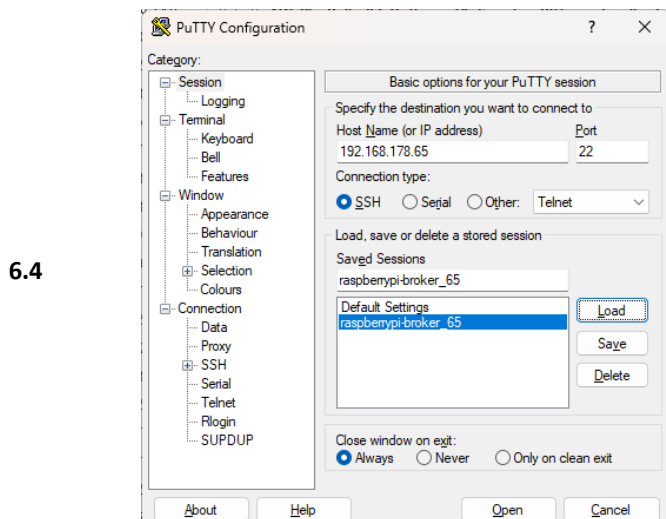 PuTTY Configuration ? ×
Category:
Session
Logging
Terminal
Keyboard
Bell
Features
Window
Appearance
Behaviour
Translation
Selection
Colours
Connection
Data
Proxy
SSH
Serial
Telnet
Rlogin
SUPDUP
Basic options for your PuTTY session
Specify the destination you want to connect to
Host Name (or IP address) Port
192.168.178.65 22
Connection type:
SSH Serial Other: Telnet
Load, save or delete a stored session
Saved Sessions
raspberrypi-broker_65
Default Settings
raspberrypi-broker_65
Load
Save
Delete
Close window on exit:
Always Never Only on clean exit
About Help Open Cancel
6.4